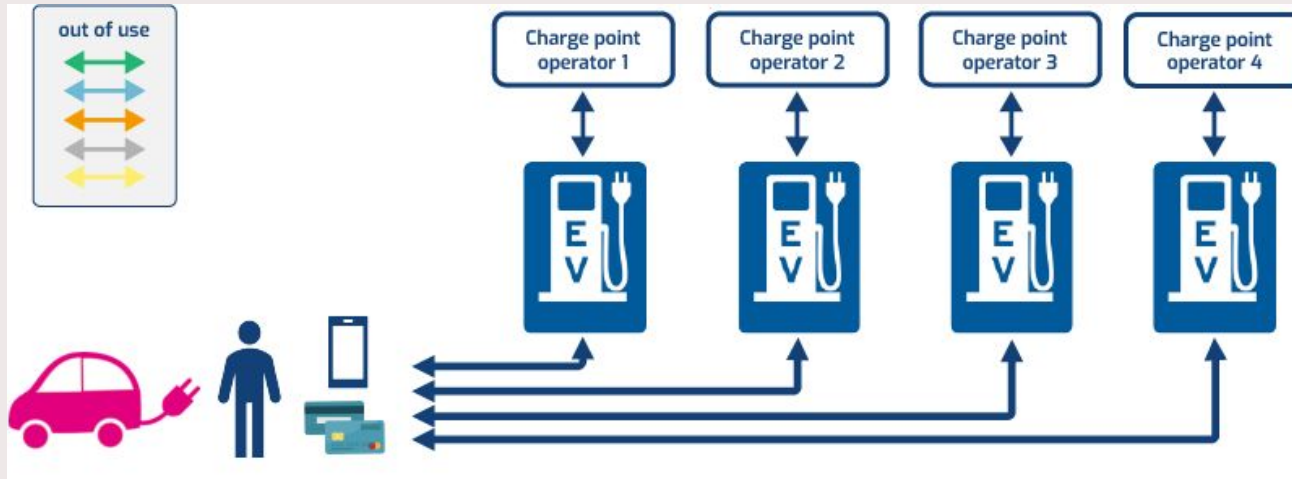 out of use
Charge point
operator 1
Charge point
operator 2
Charge point
operator 3
Charge point
operator 4
E
V
E
V
E
V
E
V